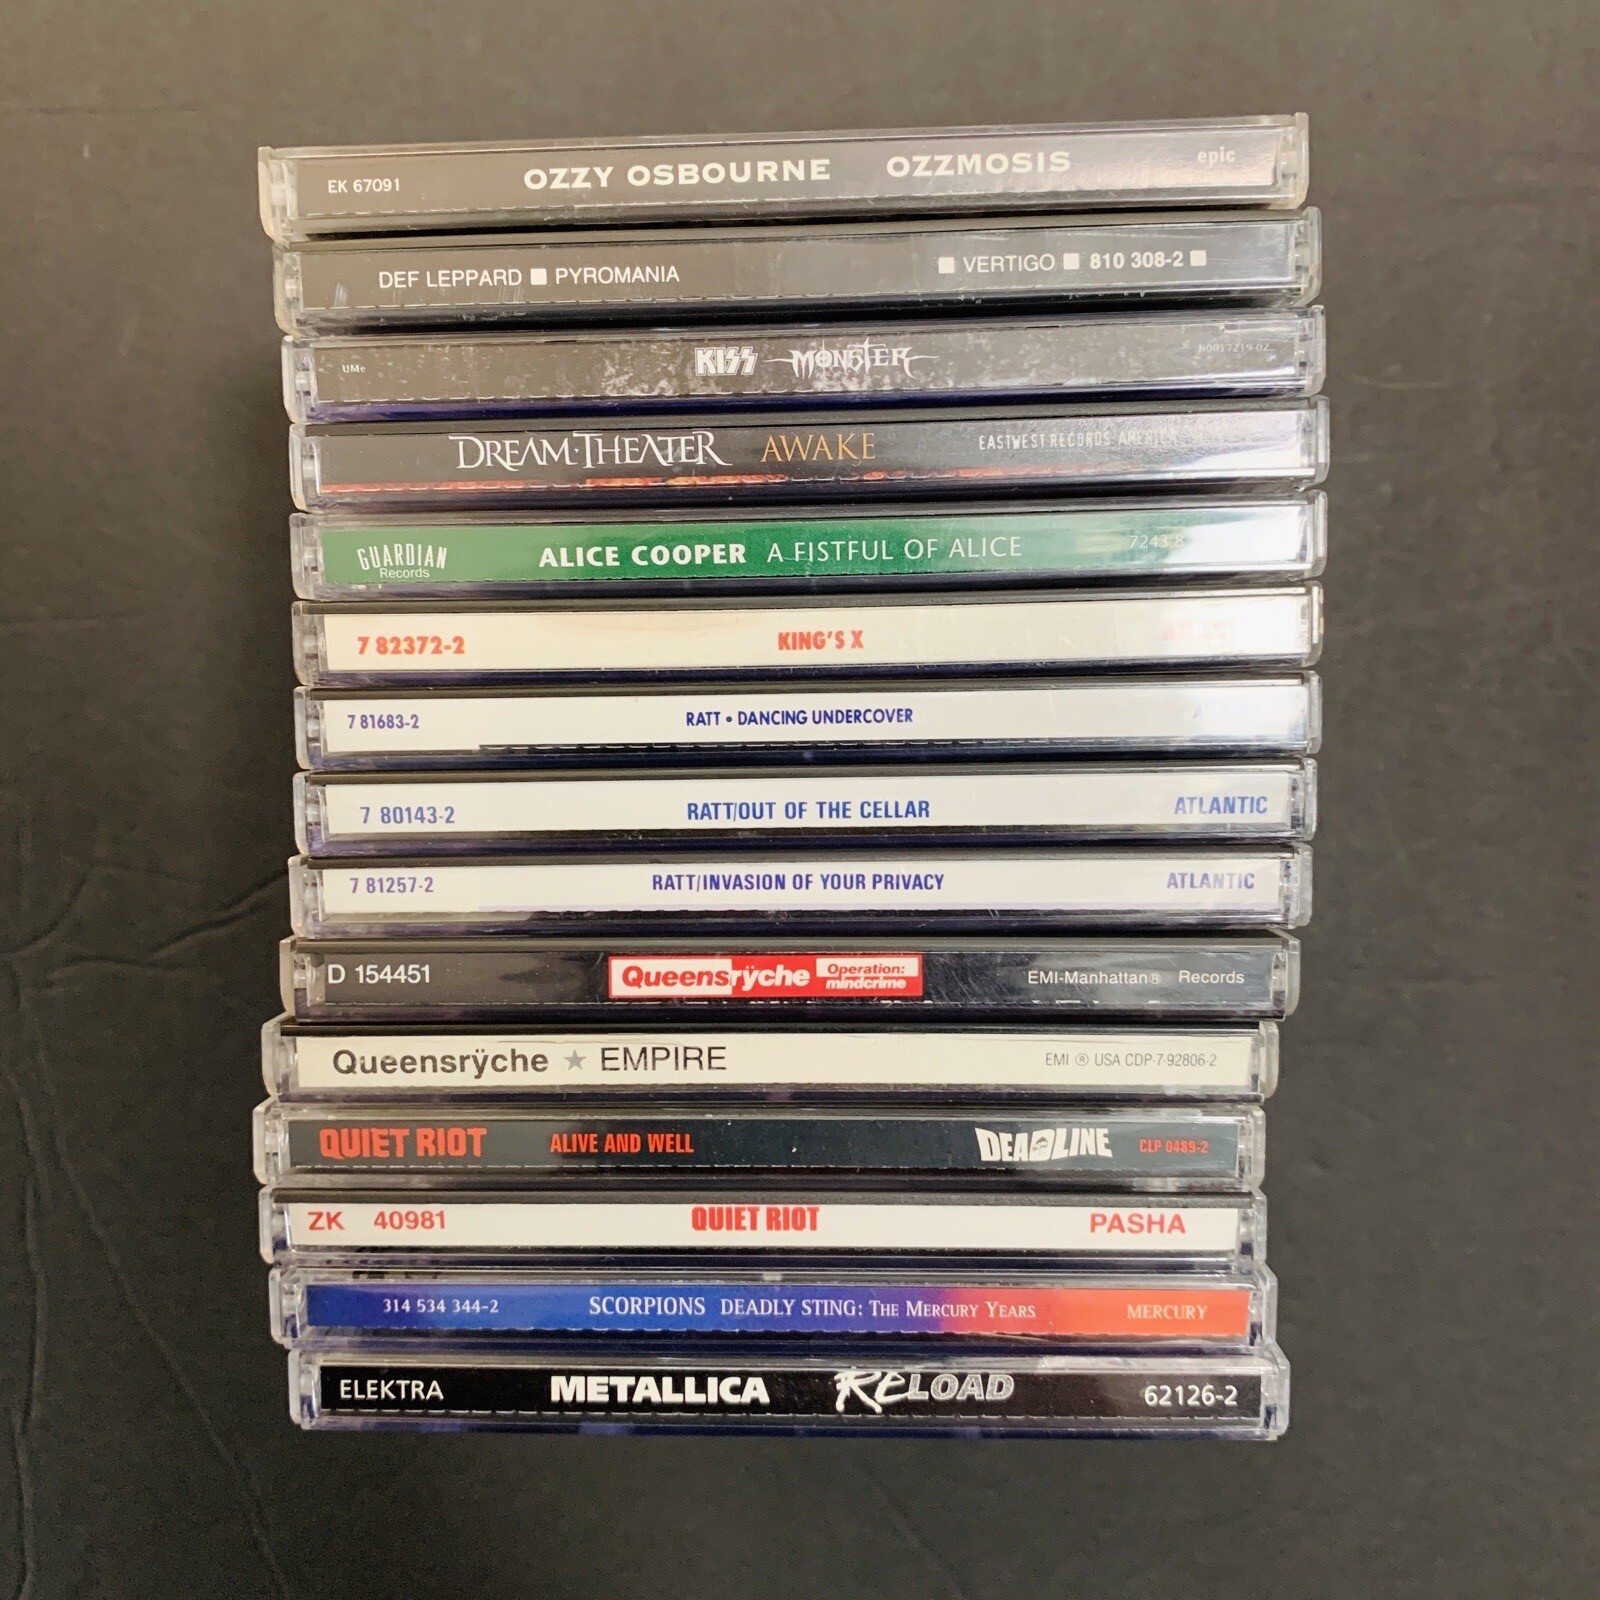 EK 67091 OZZY OSBOURNE OZZMOSIS epic
DEF LEPPARD ■ PYROMANIA ■ VERTIGO ■ 810 308-2 ■
UMe KISS MONSTER B0017219-02
DREAM THEATER AWAKE EASTWEST RECORDS AMERICA
GUARDIAN Records ALICE COOPER A FISTFUL OF ALICE 7243 8
7 82372-2 KING'S X
7 81683-2 RATT • DANCING UNDERCOVER
7 80143-2 RATT/OUT OF THE CELLAR ATLANTIC
7 81257-2 RATT/INVASION OF YOUR PRIVACY ATLANTIC
D 154451 Queensrÿche Operation: mindcrime EMI-Manhattan® Records
Queensrÿche ★ EMPIRE EMI ® USA CDP-7-92806-2
QUIET RIOT ALIVE AND WELL DEADLINE CLP 0489-2
ZK 40981 QUIET RIOT PASHA
314 534 344-2 SCORPIONS DEADLY STING: THE MERCURY YEARS MERCURY
ELEKTRA METALLICA RELOAD 62126-2